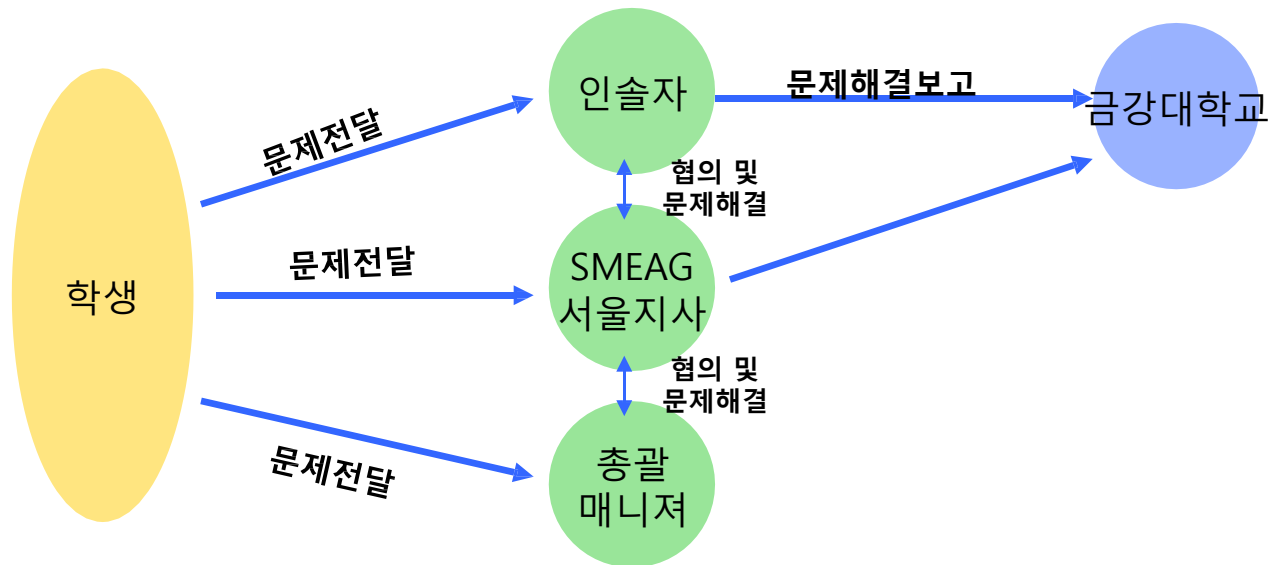 학생
문제전달
문제전달
문제전달
인솔자
협의 및
문제해결
SMEAG
서울지사
협의 및
문제해결
총괄
매니져
문제해결보고
금강대학교